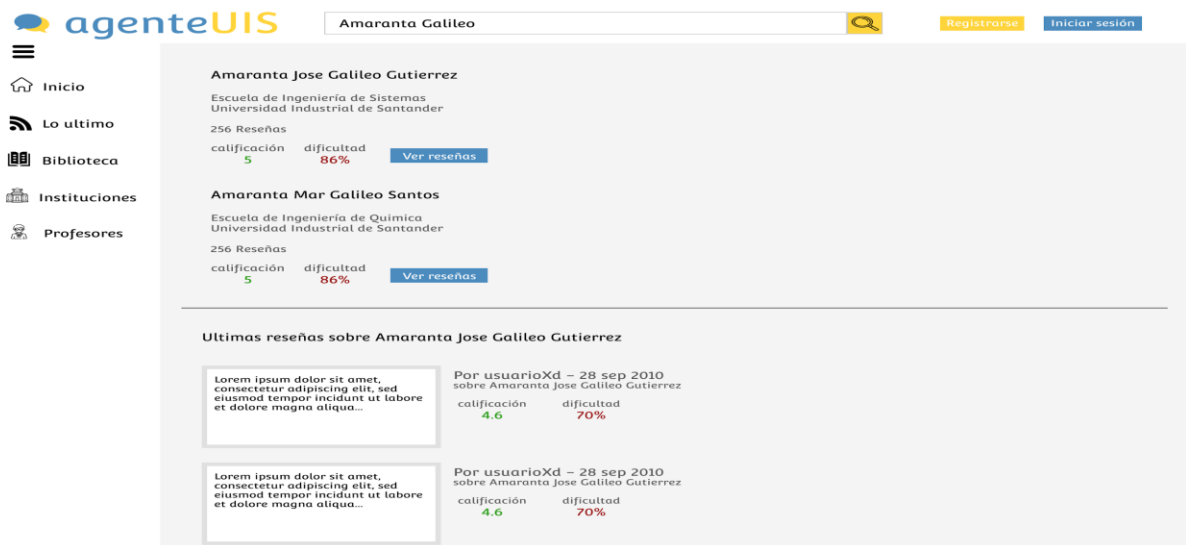 agenteUIS
Amaranta Galileo
Registrarse
Iniciar sesión
Inicio
Lo ultimo
Biblioteca
Instituciones
Profesores
Amaranta Jose Galileo Gutierrez
Escuela de Ingeniería de Sistemas
Universidad Industrial de Santander
256 Reseñas
calificación dificultad
5 86% Ver reseñas
Amaranta Mar Galileo Santos
Escuela de Ingeniería de Quimica
Universidad Industrial de Santander
256 Reseñas
calificación dificultad
5 86% Ver reseñas
Ultimas reseñas sobre Amaranta Jose Galileo Gutierrez
Lorem ipsum dolor sit amet,
consectetur adipiscing elit, sed
eiusmod tempor incidunt ut labore
et dolore magna aliqua...
Por usuarioXd – 28 sep 2010
sobre Amaranta Jose Galileo Gutierrez
calificación dificultad
4.6 70%
Lorem ipsum dolor sit amet,
consectetur adipiscing elit, sed
eiusmod tempor incidunt ut labore
et dolore magna aliqua...
Por usuarioXd – 28 sep 2010
sobre Amaranta Jose Galileo Gutierrez
calificación dificultad
4.6 70%